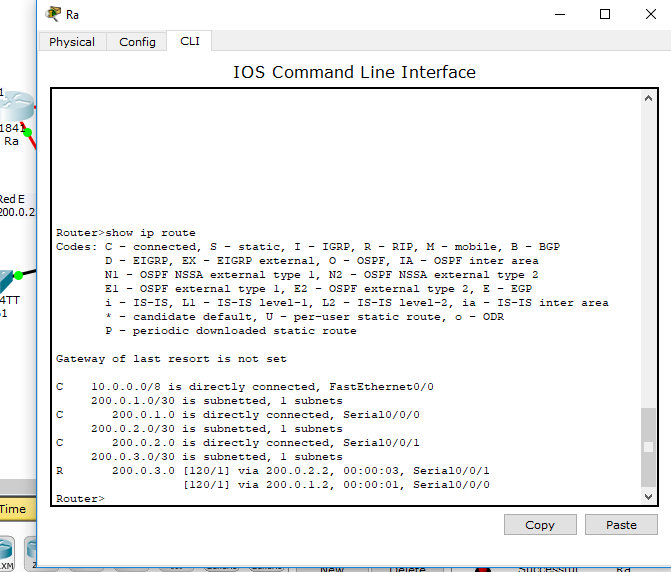 Ra
Physical Config CLI
IOS Command Line Interface
1
1841
Ra
Red E
200.0.2
4TT
51
Router>show ip route
Codes: C - connected, S - static, I - IGRP, R - RIP, M - mobile, B - BGP
D - EIGRP, EX - EIGRP external, O - OSPF, IA - OSPF inter area
N1 - OSPF NSSA external type 1, N2 - OSPF NSSA external type 2
E1 - OSPF external type 1, E2 - OSPF external type 2, E - EGP
i - IS-IS, L1 - IS-IS level-1, L2 - IS-IS level-2, ia - IS-IS inter area
* - candidate default, U - per-user static route, o - ODR
P - periodic downloaded static route
Gateway of last resort is not set
C 10.0.0.0/8 is directly connected, FastEthernet0/0
200.0.1.0/30 is subnetted, 1 subnets
C 200.0.1.0 is directly connected, Serial0/0/0
200.0.2.0/30 is subnetted, 1 subnets
C 200.0.2.0 is directly connected, Serial0/0/1
200.0.3.0/30 is subnetted, 1 subnets
R 200.0.3.0 [120/1] via 200.0.2.2, 00:00:03, Serial0/0/1
[120/1] via 200.0.1.2, 00:00:01, Serial0/0/0
Router>
Time
Copy Paste
XM 2
New Delete Successful Ra